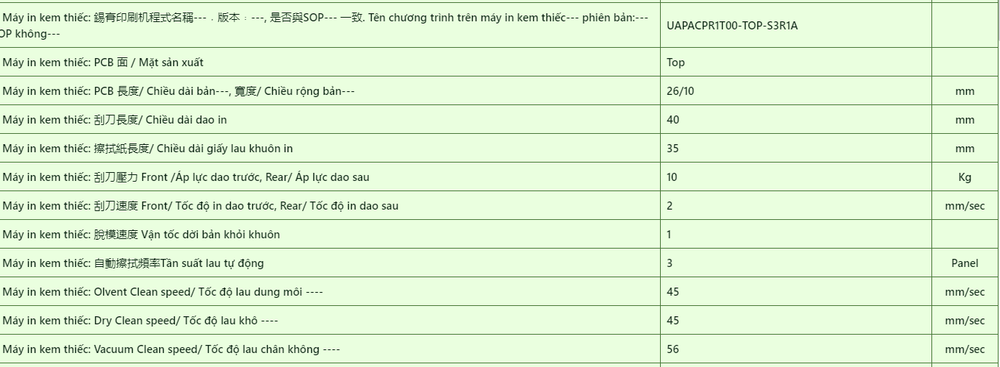 Máy in kem thiếc: 錫膏印刷机程式名稱---﹒版本﹕---, 是否與SOP--- 一致. Tên chương trình trên máy in kem thiếc--- phiên bản:---
OP không---
UAPACPR1T00-TOP-S3R1A
Máy in kem thiếc: PCB 面 / Mặt sản xuất
Top
Máy in kem thiếc: PCB 長度/ Chiều dài bản---, 寬度/ Chiều rộng bản---
26/10
mm
Máy in kem thiếc: 刮刀長度/ Chiều dài dao in
40
mm
Máy in kem thiếc: 擦拭紙長度/ Chiều dài giấy lau khuôn in
35
mm
Máy in kem thiếc: 刮刀壓力 Front /Áp lực dao trước, Rear/ Áp lực dao sau
10
Kg
Máy in kem thiếc: 刮刀速度 Front/ Tốc độ in dao trước, Rear/ Tốc độ in dao sau
2
mm/sec
Máy in kem thiếc: 脫模速度 Vận tốc dời bản khỏi khuôn
1
Máy in kem thiếc: 自動擦拭頻率Tần suất lau tự động
3
Panel
Máy in kem thiếc: Olvent Clean speed/ Tốc độ lau dung môi ----
45
mm/sec
Máy in kem thiếc: Dry Clean speed/ Tốc độ lau khô ----
45
mm/sec
Máy in kem thiếc: Vacuum Clean speed/ Tốc độ lau chân không ----
56
mm/sec